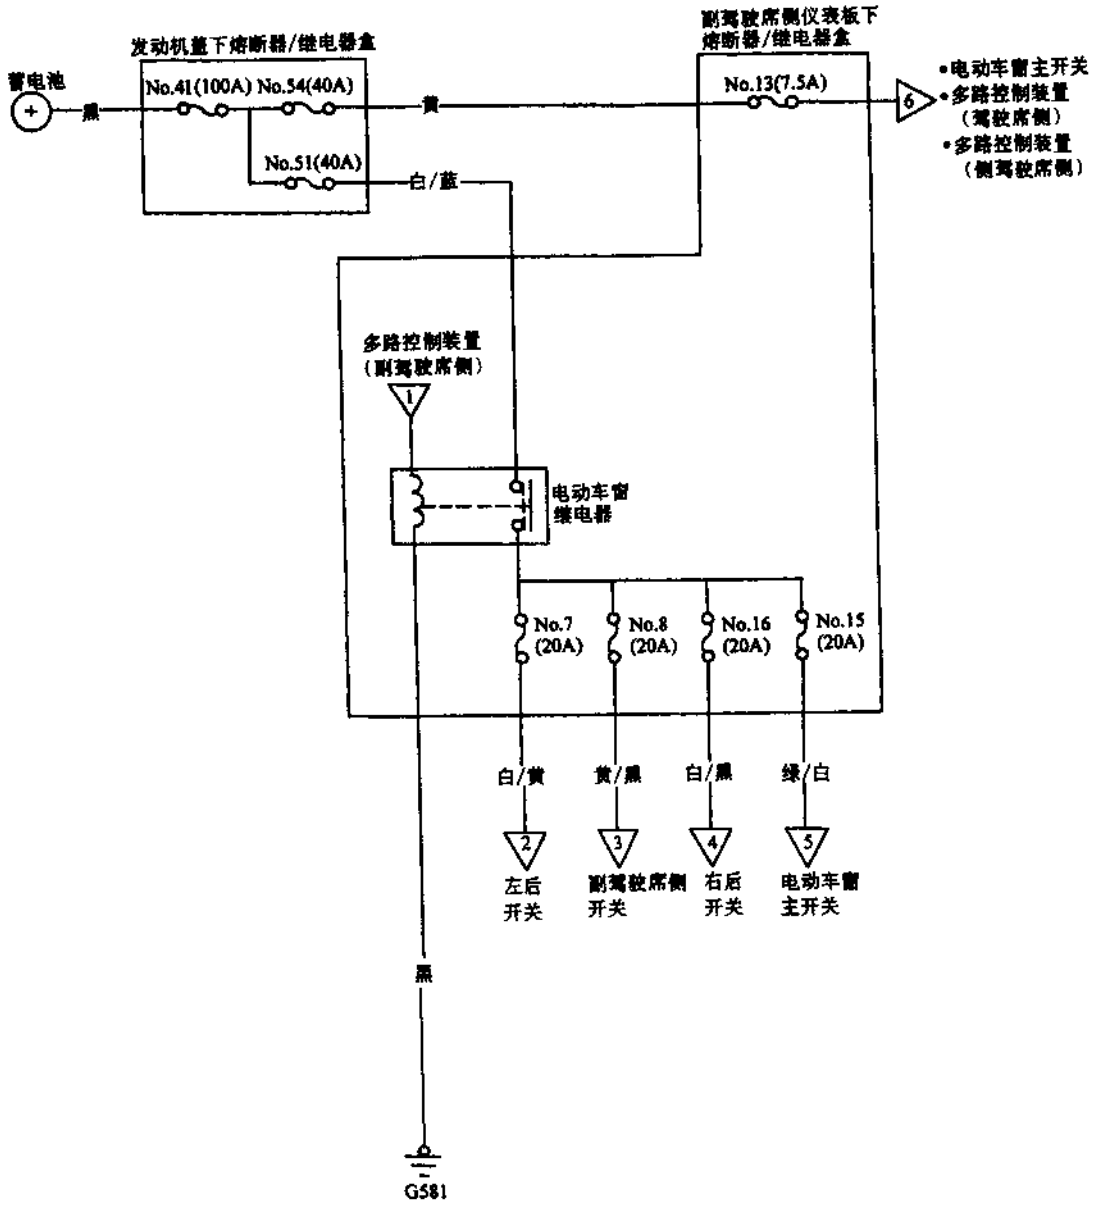 副驾驶席侧仪表板下
熔断器/继电器盒
发动机盖下熔断器/继电器盒
蓄电池
+
黑
No.41(100A)
No.54(40A)
黄
No.13(7.5A)
6
•电动车窗主开关
•多路控制装置
(驾驶席侧)
•多路控制装置
(侧驾驶席侧)
No.51(40A)
白/蓝
多路控制装置
(副驾驶席侧)
1
电动车窗
继电器
No.7
(20A)
No.8
(20A)
No.16
(20A)
No.15
(20A)
白/黄
黄/黑
白/黑
绿/白
2
3
4
5
左后
开关
副驾驶席侧
开关
右后
开关
电动车窗
主开关
黑
G581